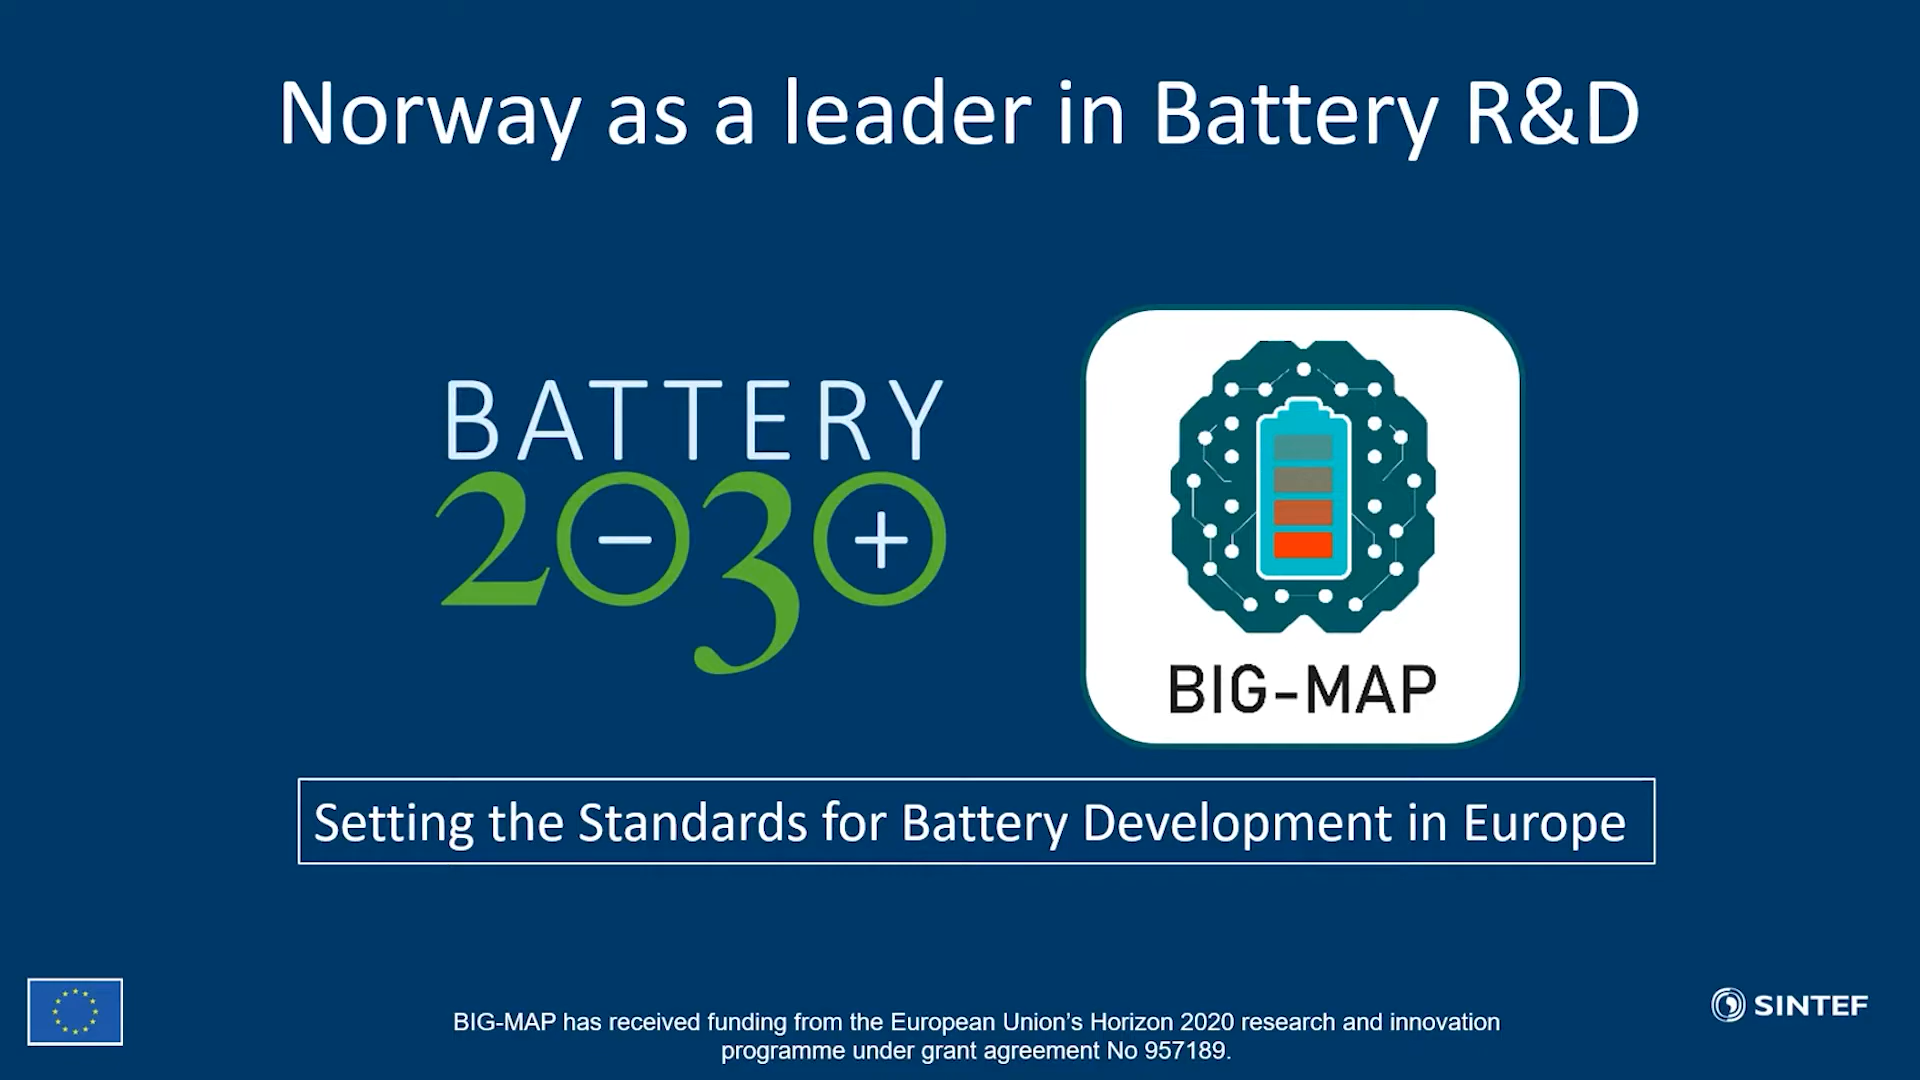 Norway as a leader in Battery R&D
BATTERY
2030
BIG-MAP
Setting the Standards for Battery Development in Europe
BIG-MAP has received funding from the European Union’s Horizon 2020 research and innovation
programme under grant agreement No 957189.
SINTEF